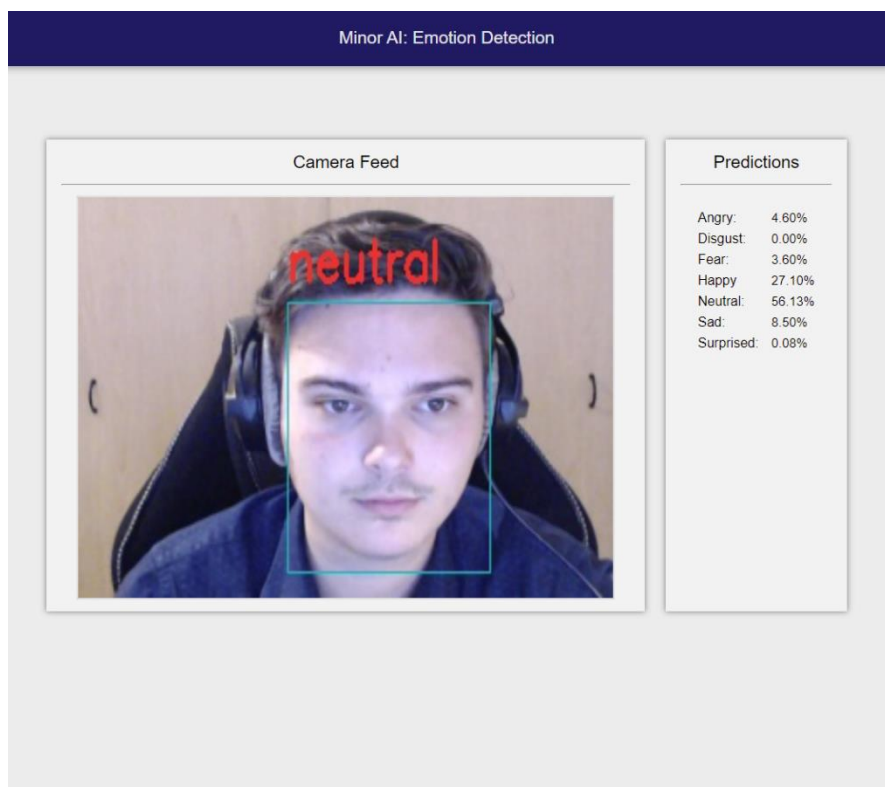 Minor AI: Emotion Detection
Camera Feed
neutral
Predictions
Angry: 4.60%
Disgust: 0.00%
Fear: 3.60%
Happy 27.10%
Neutral: 56.13%
Sad: 8.50%
Surprised: 0.08%